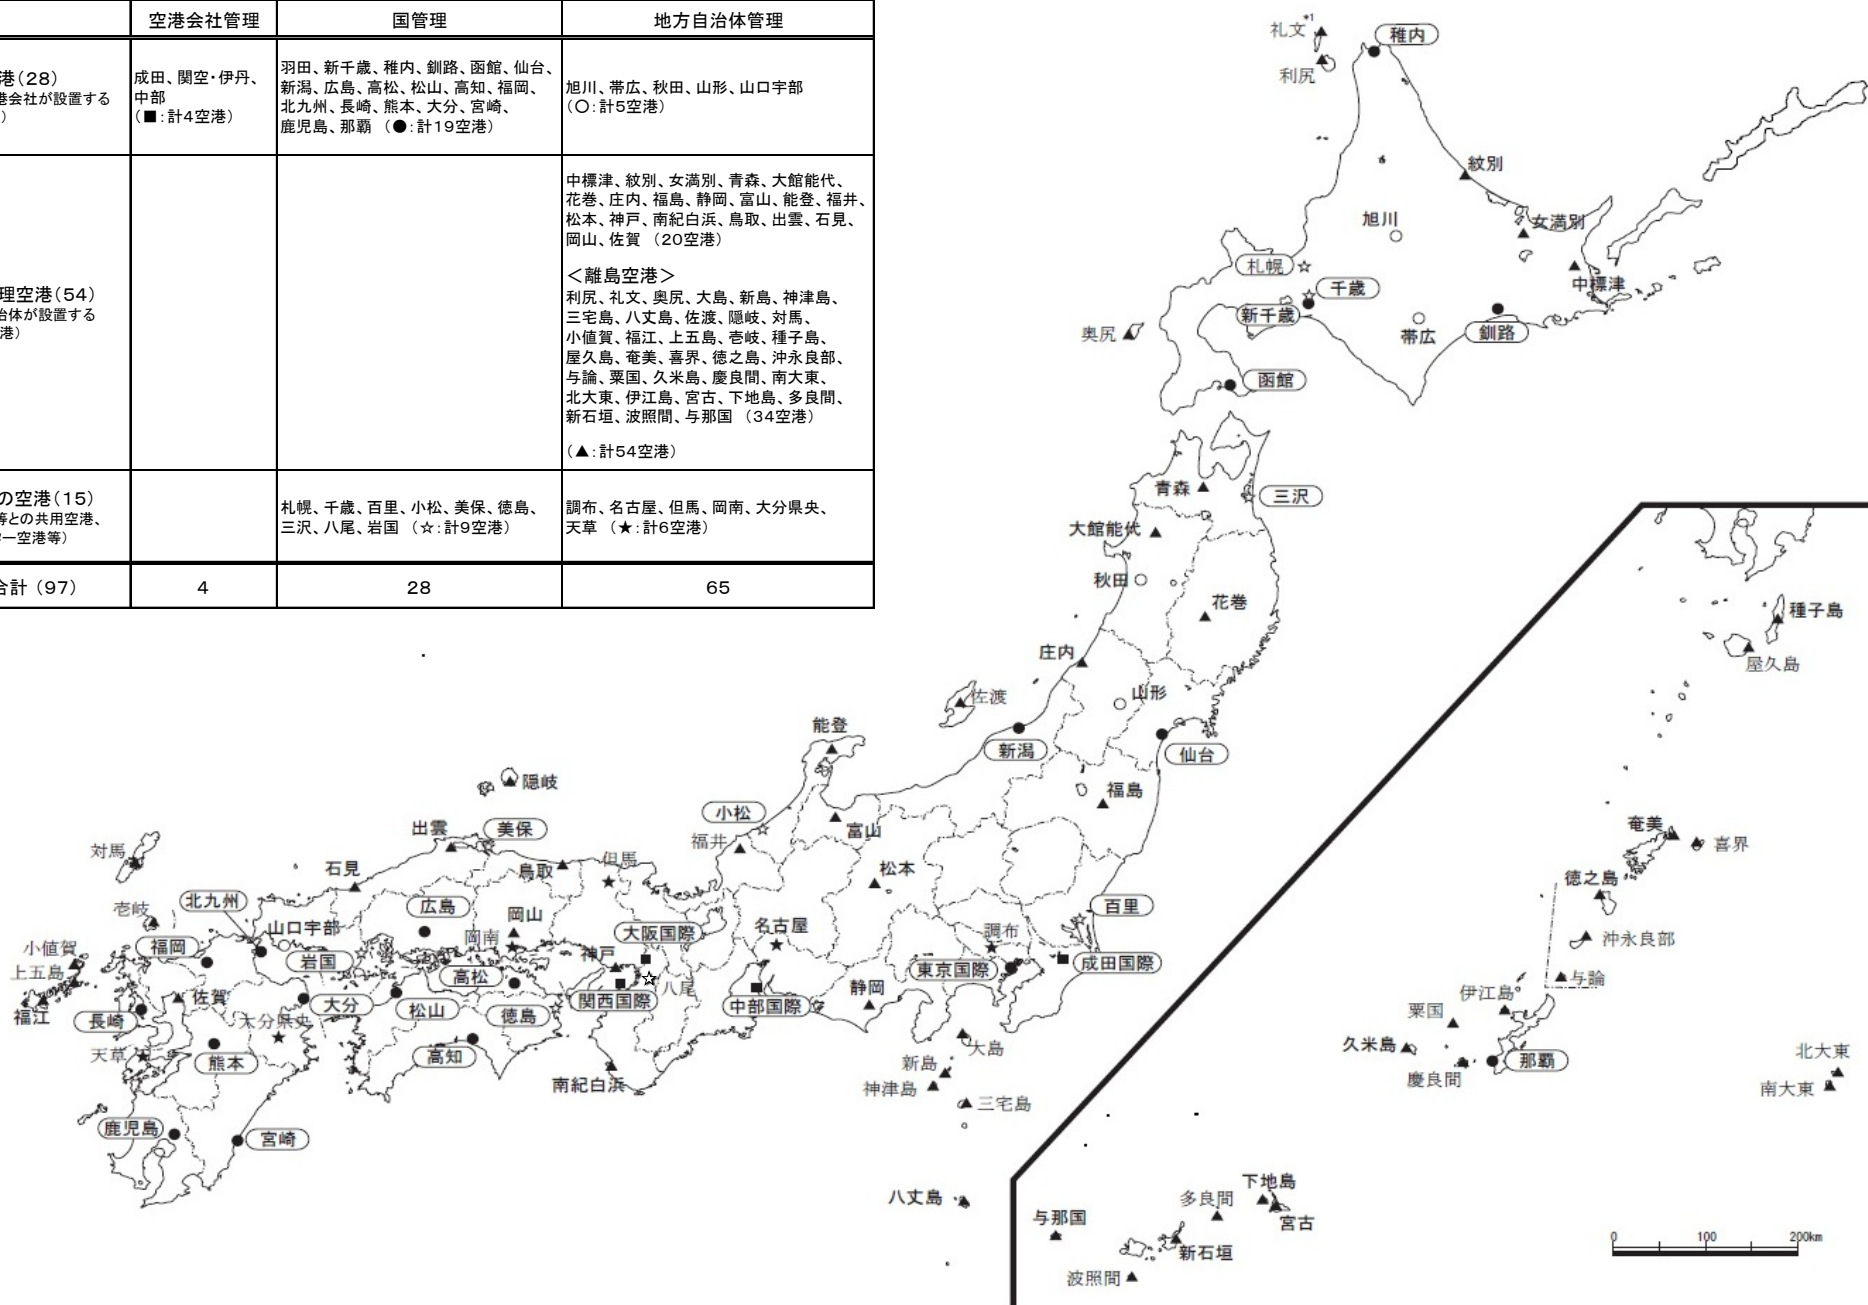 空港会社管理
国管理
地方自治体管理
港(28)
港会社が設置する
)
成田、関空・伊丹、
中部
(■:計4空港)
羽田、新千歳、稚内、釧路、函館、仙台、
新潟、広島、高松、松山、高知、福岡、
北九州、長崎、熊本、大分、宮崎、
鹿児島、那覇 (●:計19空港)
旭川、帯広、秋田、山形、山口宇部
(○:計5空港)
理空港(54)
治体が設置する
港)
中標津、紋別、女満別、青森、大館能代、
花巻、庄内、福島、静岡、富山、能登、福井、
松本、神戸、南紀白浜、鳥取、出雲、石見、
岡山、佐賀 (20空港)
<離島空港>
利尻、礼文、奥尻、大島、新島、神津島、
三宅島、八丈島、佐渡、隠岐、対馬、
小値賀、福江、上五島、壱岐、種子島、
屋久島、奄美、喜界、徳之島、沖永良部、
与論、粟国、久米島、慶良間、南大東、
北大東、伊江島、宮古、下地島、多良間、
新石垣、波照間、与那国 (34空港)
(▲:計54空港)
の空港(15)
等との共用空港、
ー空港等)
札幌、千歳、百里、小松、美保、徳島、
三沢、八尾、岩国 (☆:計9空港)
調布、名古屋、但馬、岡南、大分県央、
天草 (★:計6空港)
合計(97)
4
28
65
礼文*1
稚内
利尻
紋別
旭川
女満別
札幌
中標津
千歳
新千歳
奥尻
帯広
釧路
函館
青森
三沢
大館能代
秋田
花巻
庄内
佐渡
山形
能登
新潟
仙台
隠岐
福島
小松
出雲
美保
富山
福井
対馬
鳥取
但馬
石見
松本
北九州
広島
岡山
百里
壱岐
山口宇部
名古屋
調布
福岡
岡南
大阪国際
小値賀
岩国
神戸
上五島
高松
東京国際
成田国際
八尾
佐賀
関西国際
静岡
福江
大分
松山
徳島
中部国際
長崎
大分県央
天草
熊本
高知
大島
新島
南紀白浜
神津島
三宅島
鹿児島
宮崎
八丈島
種子島
屋久島
奄美
喜界
徳之島
沖永良部
与論
伊江島
粟国
久米島
慶良間
那覇
北大東
南大東
下地島
多良間
宮古
与那国
新石垣
波照間
0 100 200km